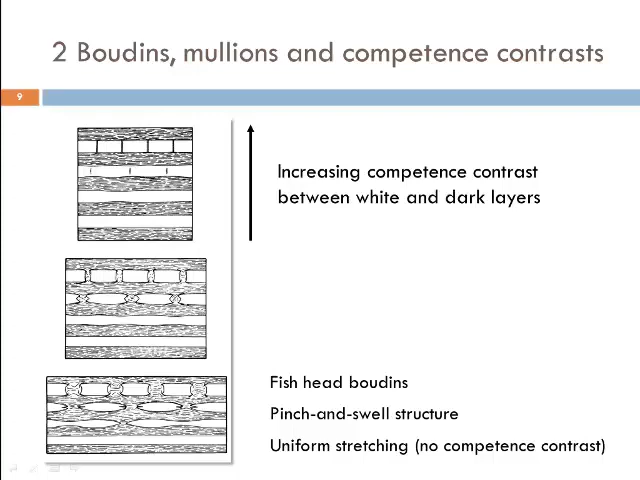 2 Boudins, mullions and competence contrasts
9
Increasing competence contrast
between white and dark layers
Fish head boudins
Pinch-and-swell structure
Uniform stretching (no competence contrast)